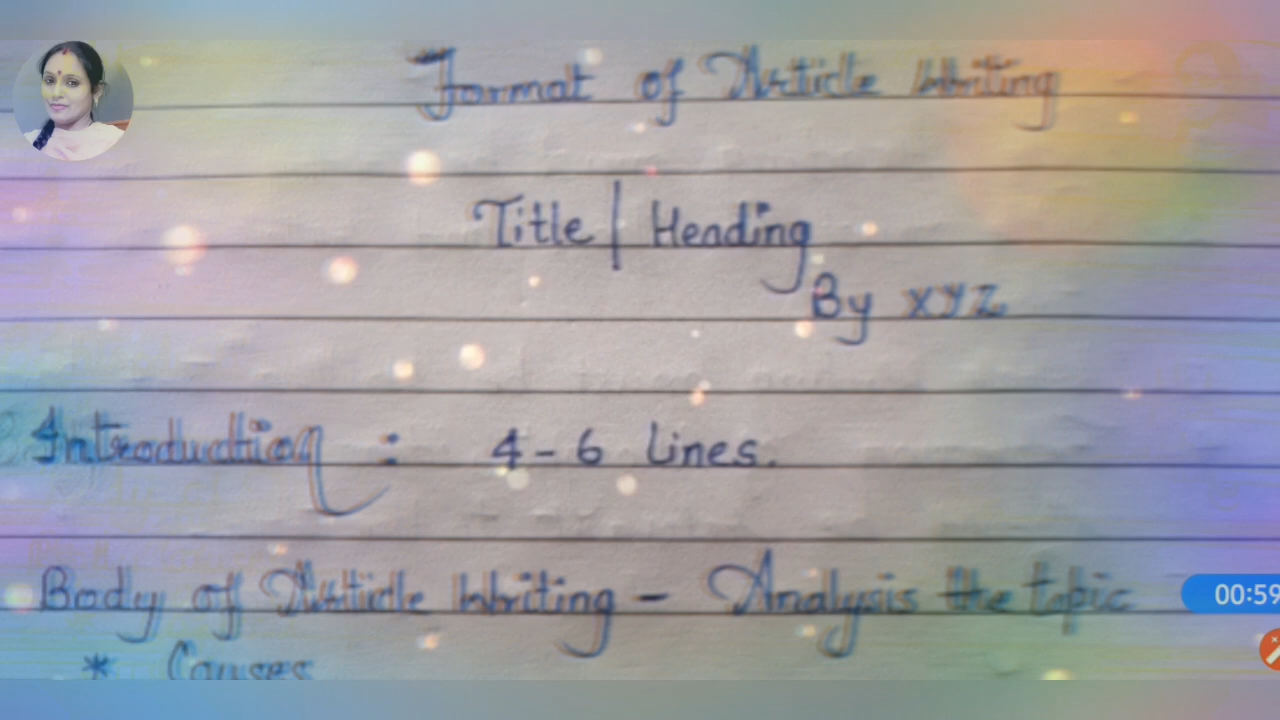 Format of Article Writing
Title | Heading
By XYZ
Introduction : 4-6 Lines.
Body of Article Writing - Analysis the topic
00:59
* Causes